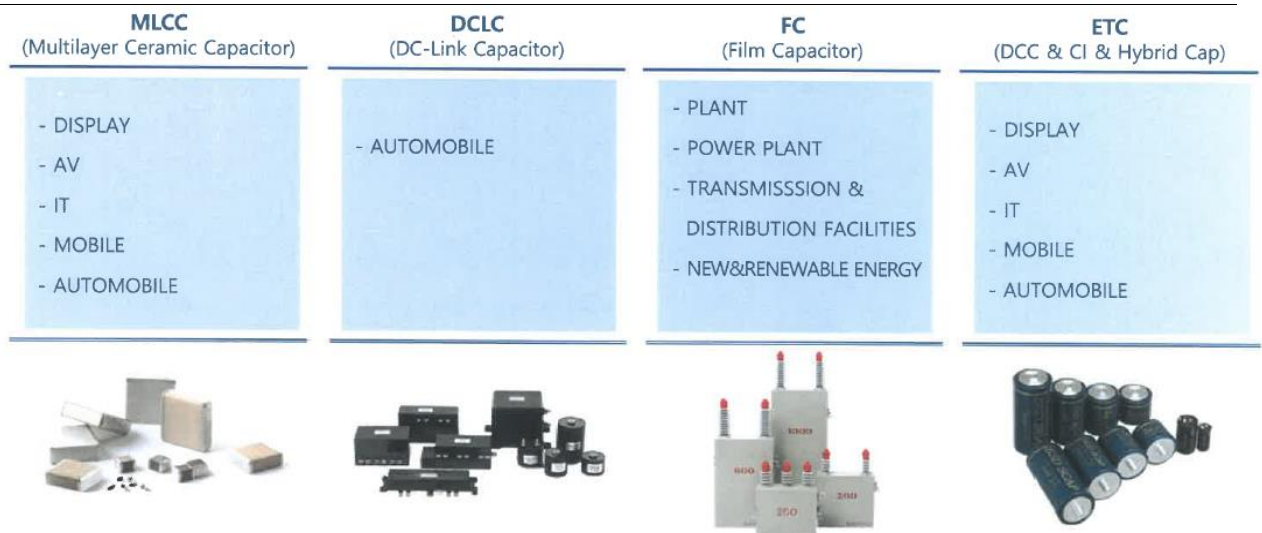 MLCC
(Multilayer Ceramic Capacitor)
- DISPLAY
- AV
- IT
- MOBILE
- AUTOMOBILE
DCLC
(DC-Link Capacitor)
- AUTOMOBILE
FC
(Film Capacitor)
- PLANT
- POWER PLANT
- TRANSMISSSION &
DISTRIBUTION FACILITIES
- NEW&RENEWABLE ENERGY
ETC
(DCC & CI & Hybrid Cap)
- DISPLAY
- AV
- IT
- MOBILE
- AUTOMOBILE
600
250